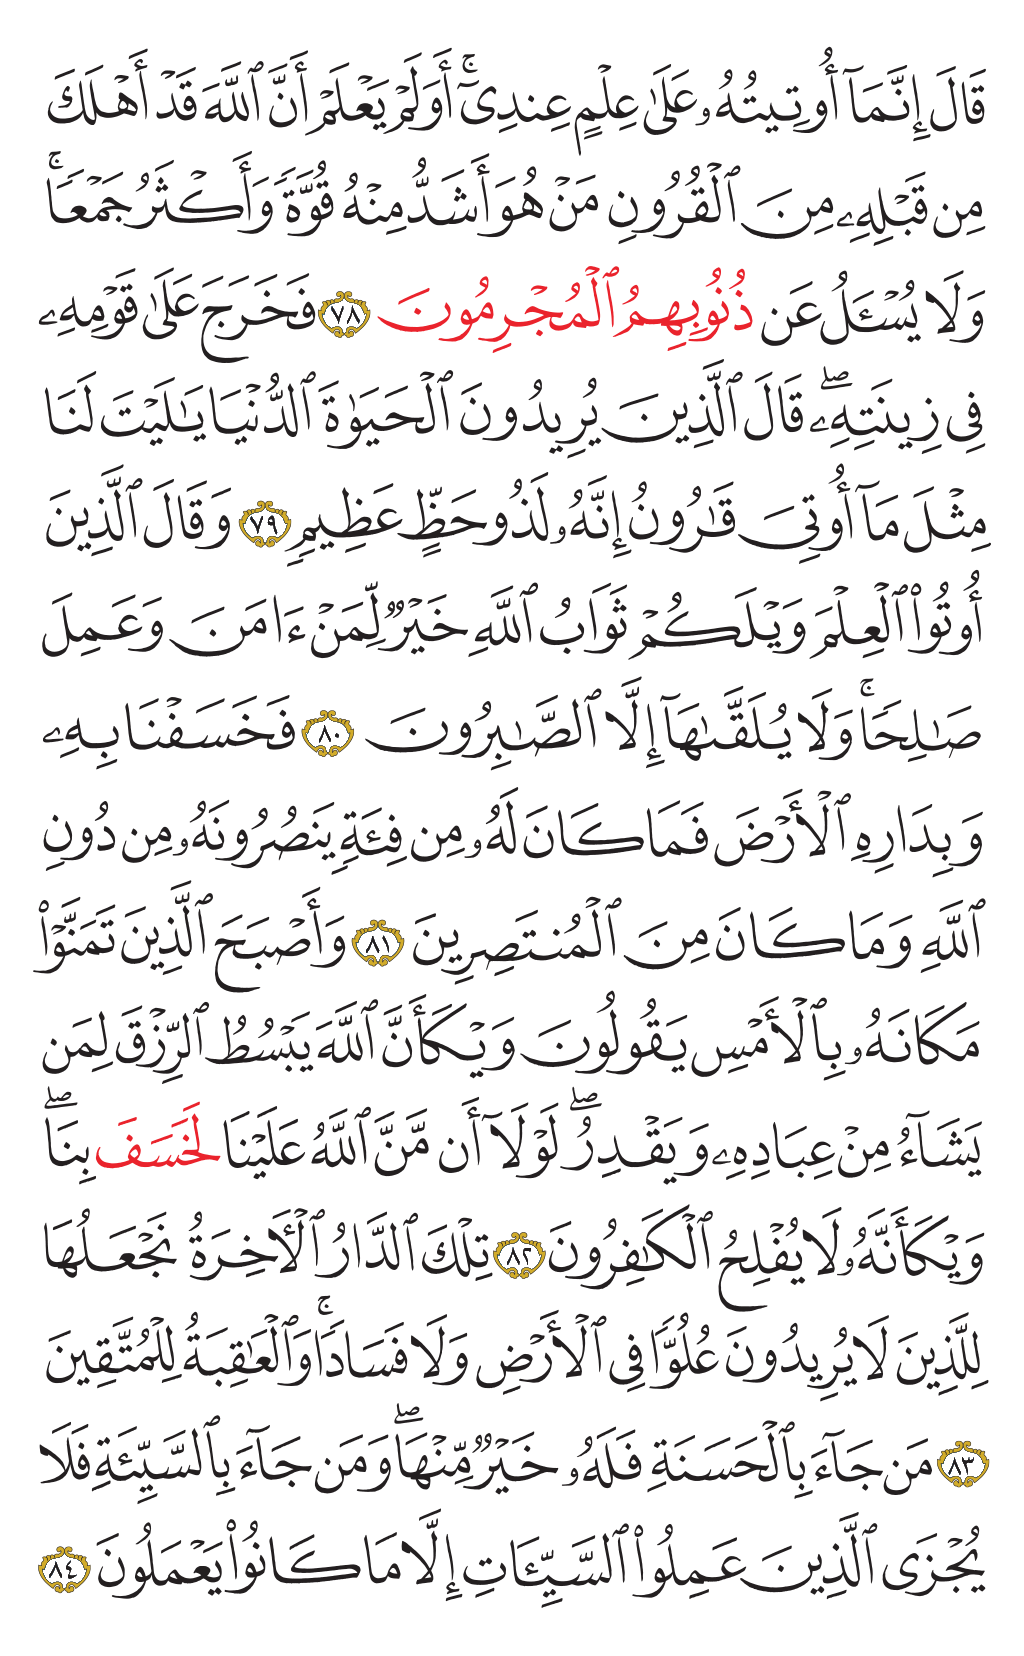 قَالَ إِنَّمَآ أُوتِيتُهُۥ عَلَىٰ عِلْمٍ عِندِىٓ ۚ أَوَلَمْ يَعْلَمْ أَنَّ ٱللَّهَ قَدْ أَهْلَكَ
مِن قَبْلِهِۦ مِنَ ٱلْقُرُونِ مَنْ هُوَ أَشَدُّ مِنْهُ قُوَّةً وَأَكْثَرُ جَمْعًا ۚ
وَلَا يُسْـَٔلُ عَن ذُنُوبِهِمُ ٱلْمُجْرِمُونَ ٧٨ فَخَرَجَ عَلَىٰ قَوْمِهِۦ
فِى زِينَتِهِۦ ۖ قَالَ ٱلَّذِينَ يُرِيدُونَ ٱلْحَيَوٰةَ ٱلدُّنْيَا يَـٰلَيْتَ لَنَا
مِثْلَ مَآ أُوتِىَ قَـٰرُونُ إِنَّهُۥ لَذُو حَظٍّ عَظِيمٍ ٧٩ وَقَالَ ٱلَّذِينَ
أُوتُوا۟ ٱلْعِلْمَ وَيْلَكُمْ ثَوَابُ ٱللَّهِ خَيْرٌ لِّمَنْ ءَامَنَ وَعَمِلَ
صَـٰلِحًا ۚ وَلَا يُلَقَّىٰهَآ إِلَّا ٱلصَّـٰبِرُونَ ٨٠ فَخَسَفْنَا بِهِۦ
وَبِدَارِهِ ٱلْأَرْضَ فَمَا كَانَ لَهُۥ مِن فِئَةٍ يَنصُرُونَهُۥ مِن دُونِ
ٱللَّهِ وَمَا كَانَ مِنَ ٱلْمُنتَصِرِينَ ٨١ وَأَصْبَحَ ٱلَّذِينَ تَمَنَّوْا۟
مَكَانَهُۥ بِٱلْأَمْسِ يَقُولُونَ وَيْكَأَنَّ ٱللَّهَ يَبْسُطُ ٱلرِّزْقَ لِمَن
يَشَآءُ مِنْ عِبَادِهِۦ وَيَقْدِرُ ۖ لَوْلَآ أَن مَّنَّ ٱللَّهُ عَلَيْنَا لَخَسَفَ بِنَا ۖ
وَيْكَأَنَّهُۥ لَا يُفْلِحُ ٱلْكَـٰفِرُونَ ٨٢ تِلْكَ ٱلدَّارُ ٱلْـَٔاخِرَةُ نَجْعَلُهَا
لِلَّذِينَ لَا يُرِيدُونَ عُلُوًّا فِى ٱلْأَرْضِ وَلَا فَسَادًا ۚ وَٱلْعَـٰقِبَةُ لِلْمُتَّقِينَ
٨٣ مَن جَآءَ بِٱلْحَسَنَةِ فَلَهُۥ خَيْرٌ مِّنْهَا ۖ وَمَن جَآءَ بِٱلسَّيِّئَةِ فَلَا
يُجْزَى ٱلَّذِينَ عَمِلُوا۟ ٱلسَّيِّـَٔاتِ إِلَّا مَا كَانُوا۟ يَعْمَلُونَ ٨٤